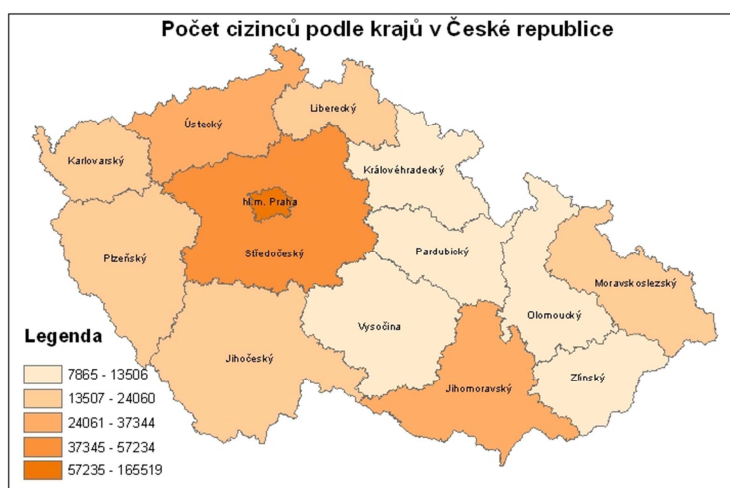 Počet cizinců podle krajů v České republice
Liberecký
Ústecký
Karlovarský
Královéhradecký
hl.m. Praha
Plzeňský
Středočeský
Pardubický
Moravskoslezský
Olomoucký
Vysočina
Jihočeský
Jihomoravský
Zlínský
Legenda
7865 - 13506
13507 - 24060
24061 - 37344
37345 - 57234
57235 - 165519